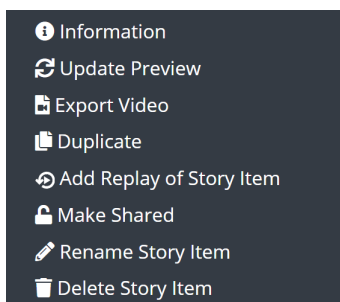 Information
Update Preview
Export Video
Duplicate
Add Replay of Story Item
Make Shared
Rename Story Item
Delete Story Item